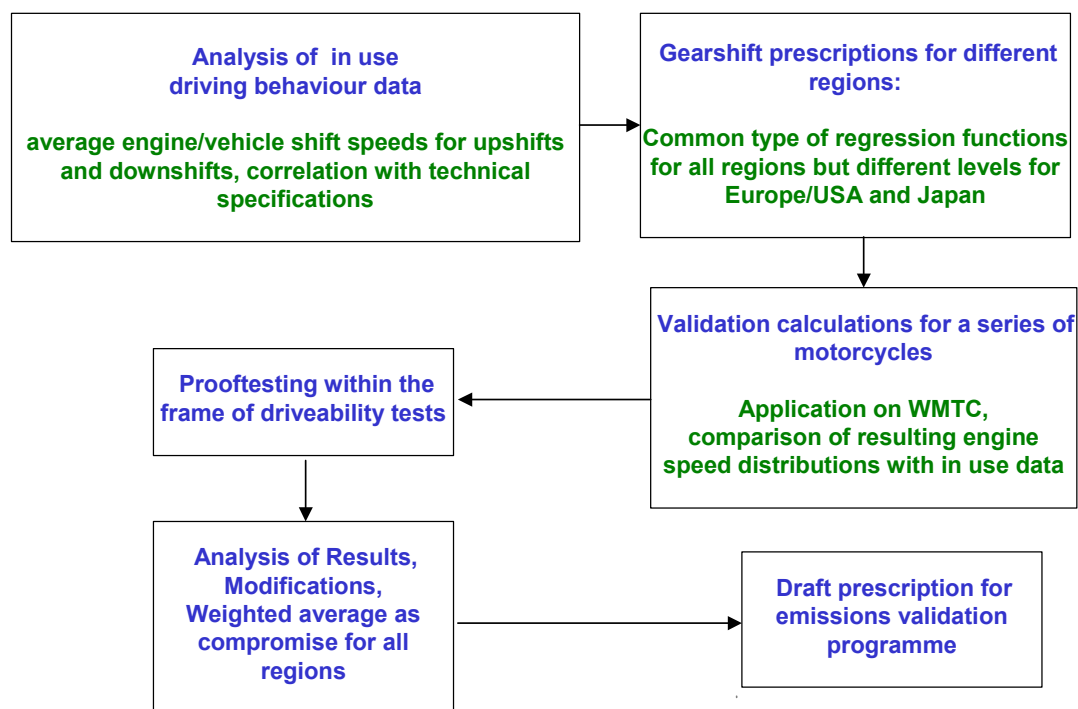 Analysis of in use
driving behaviour data
average engine/vehicle shift speeds for upshifts
and downshifts, correlation with technical
specifications
Gearshift prescriptions for different
regions:
Common type of regression functions
for all regions but different levels for
Europe/USA and Japan
Validation calculations for a series of
motorcycles
Application on WMTC,
comparison of resulting engine
speed distributions with in use data
Prooftesting within the
frame of driveability tests
Analysis of Results,
Modifications,
Weighted average as
compromise for all
regions
Draft prescription for
emissions validation
programme